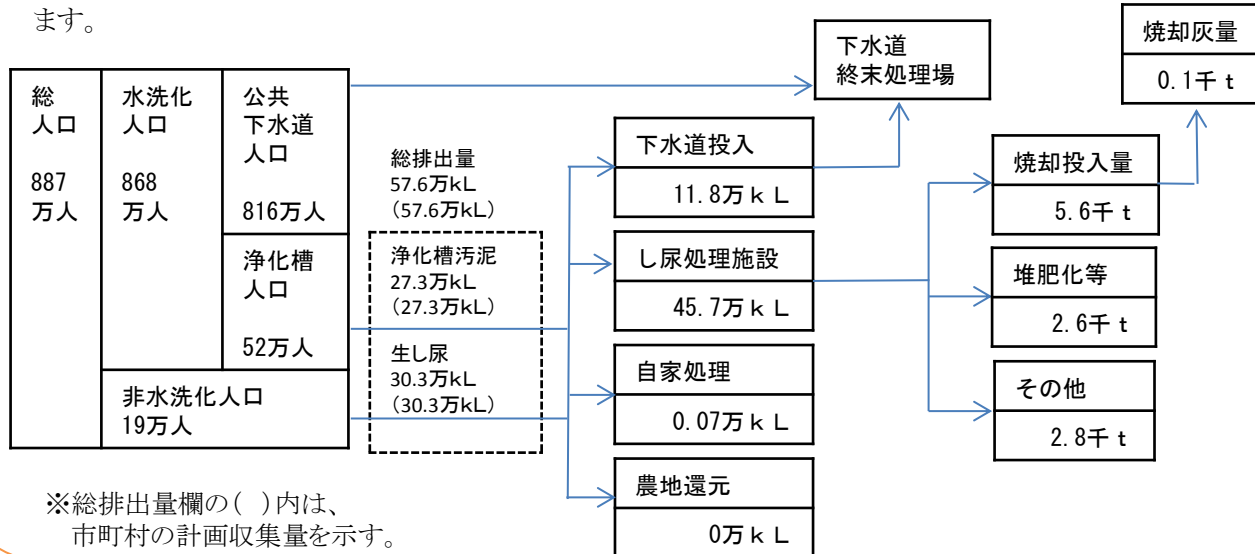 ます。
総
人口
887
万人
水洗化
人口
868
万人
公共
下水道
人口
816万人
浄化槽
人口
52万人
非水洗化人口
19万人
総排出量
57.6万kL
(57.6万kL)
浄化槽汚泥
27.3万kL
(27.3万kL)
生し尿
30.3万kL
(30.3万kL)
下水道
終末処理場
下水道投入
11.8万ｋＬ
し尿処理施設
45.7万ｋＬ
自家処理
0.07万ｋＬ
農地還元
0万ｋＬ
焼却灰量
0.1千ｔ
焼却投入量
5.6千ｔ
堆肥化等
2.6千ｔ
その他
2.8千ｔ
※総排出量欄の( )内は、
市町村の計画収集量を示す。